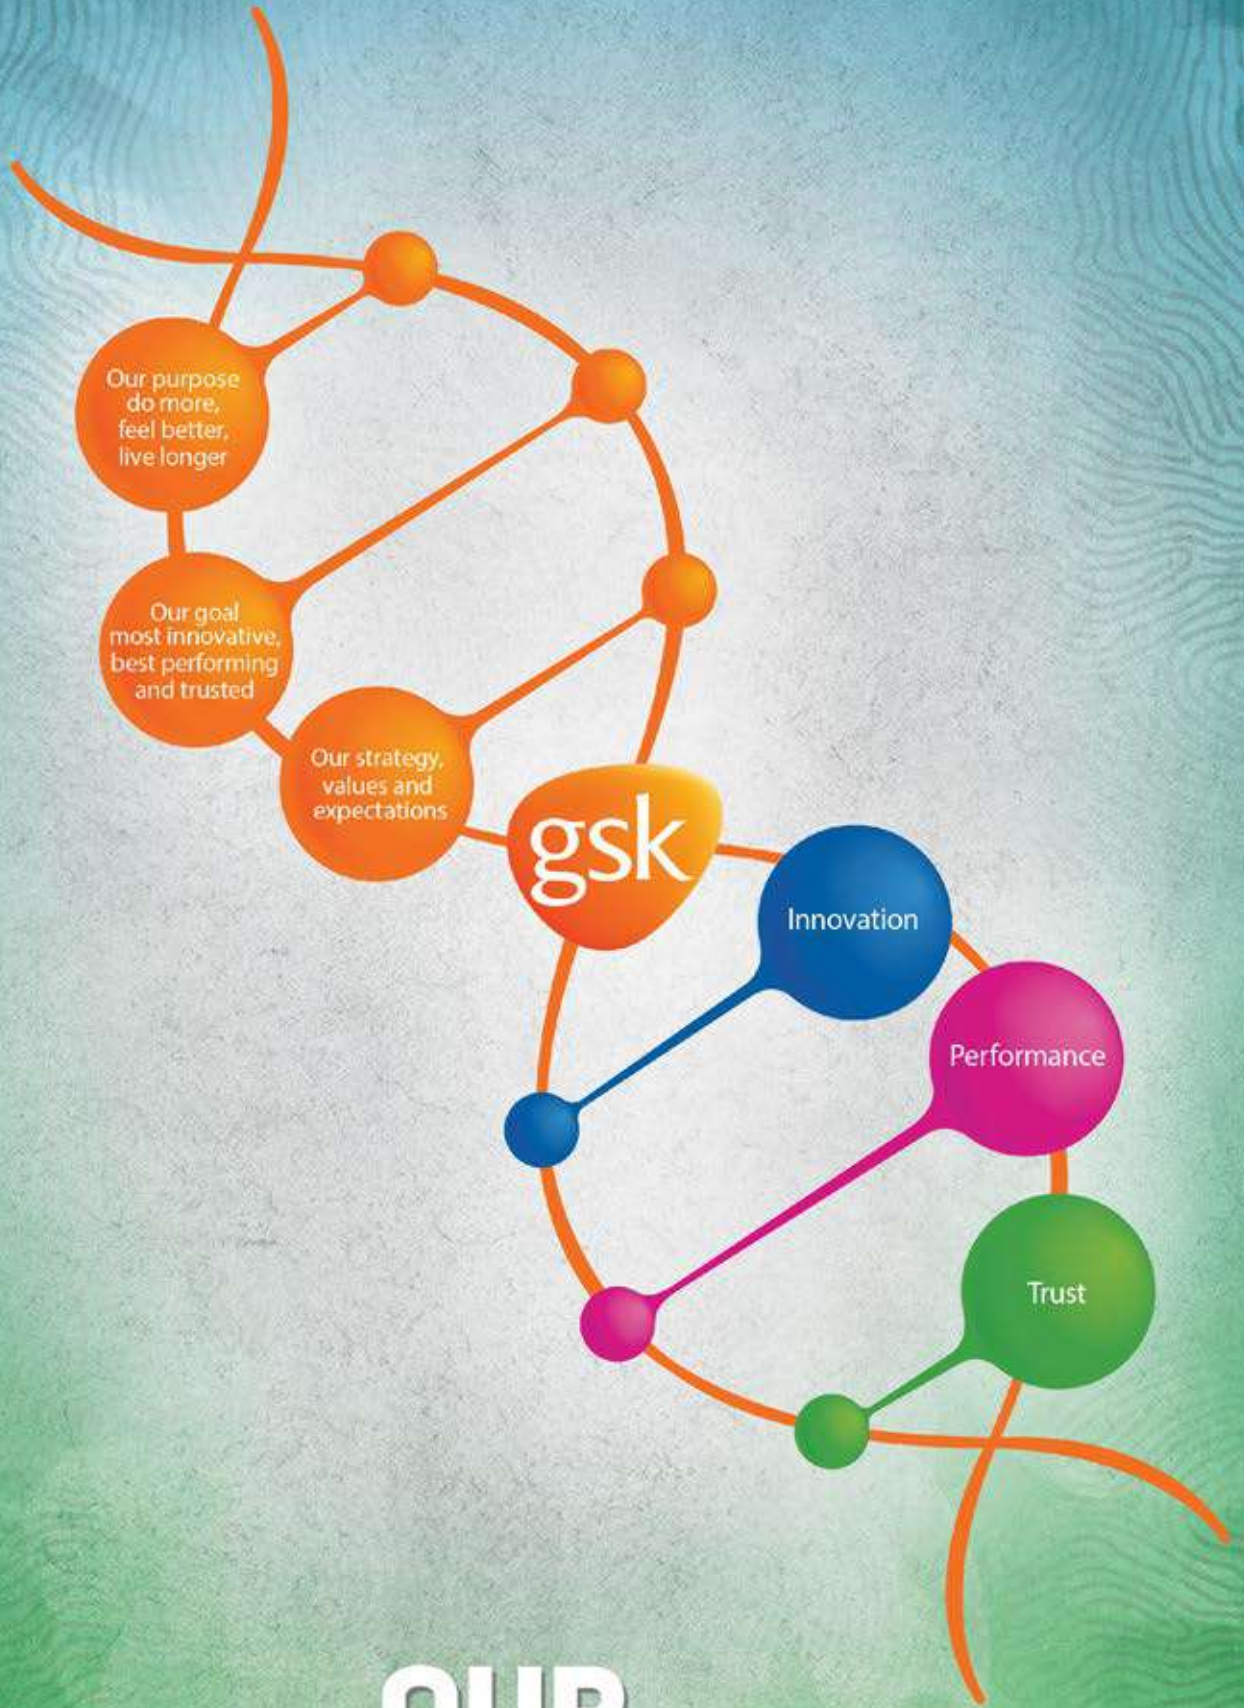 Our purpose
do more,
feel better,
live longer
Our goal
most innovative,
best performing
and trusted
Our strategy,
values and
expectations
gsk
Innovation
Performance
Trust
OUR